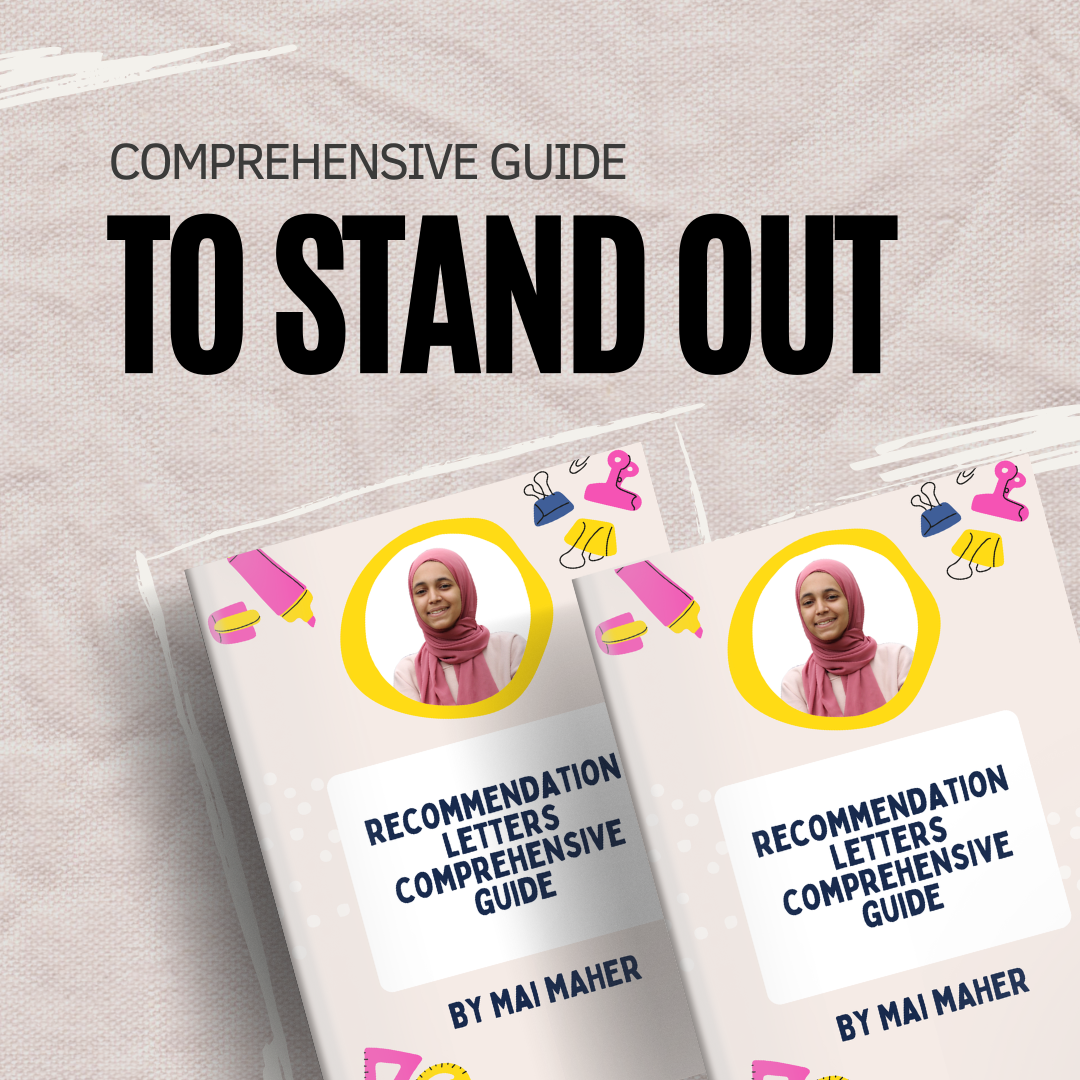 COMPREHENSIVE GUIDE
TO STAND OUT
RECOMMENDATION
LETTERS
COMPREHENSIVE
GUIDE
BY MAI MAHER
RECOMMENDATION
LETTERS
COMPREHENSIVE
GUIDE
BY MAI MAHER